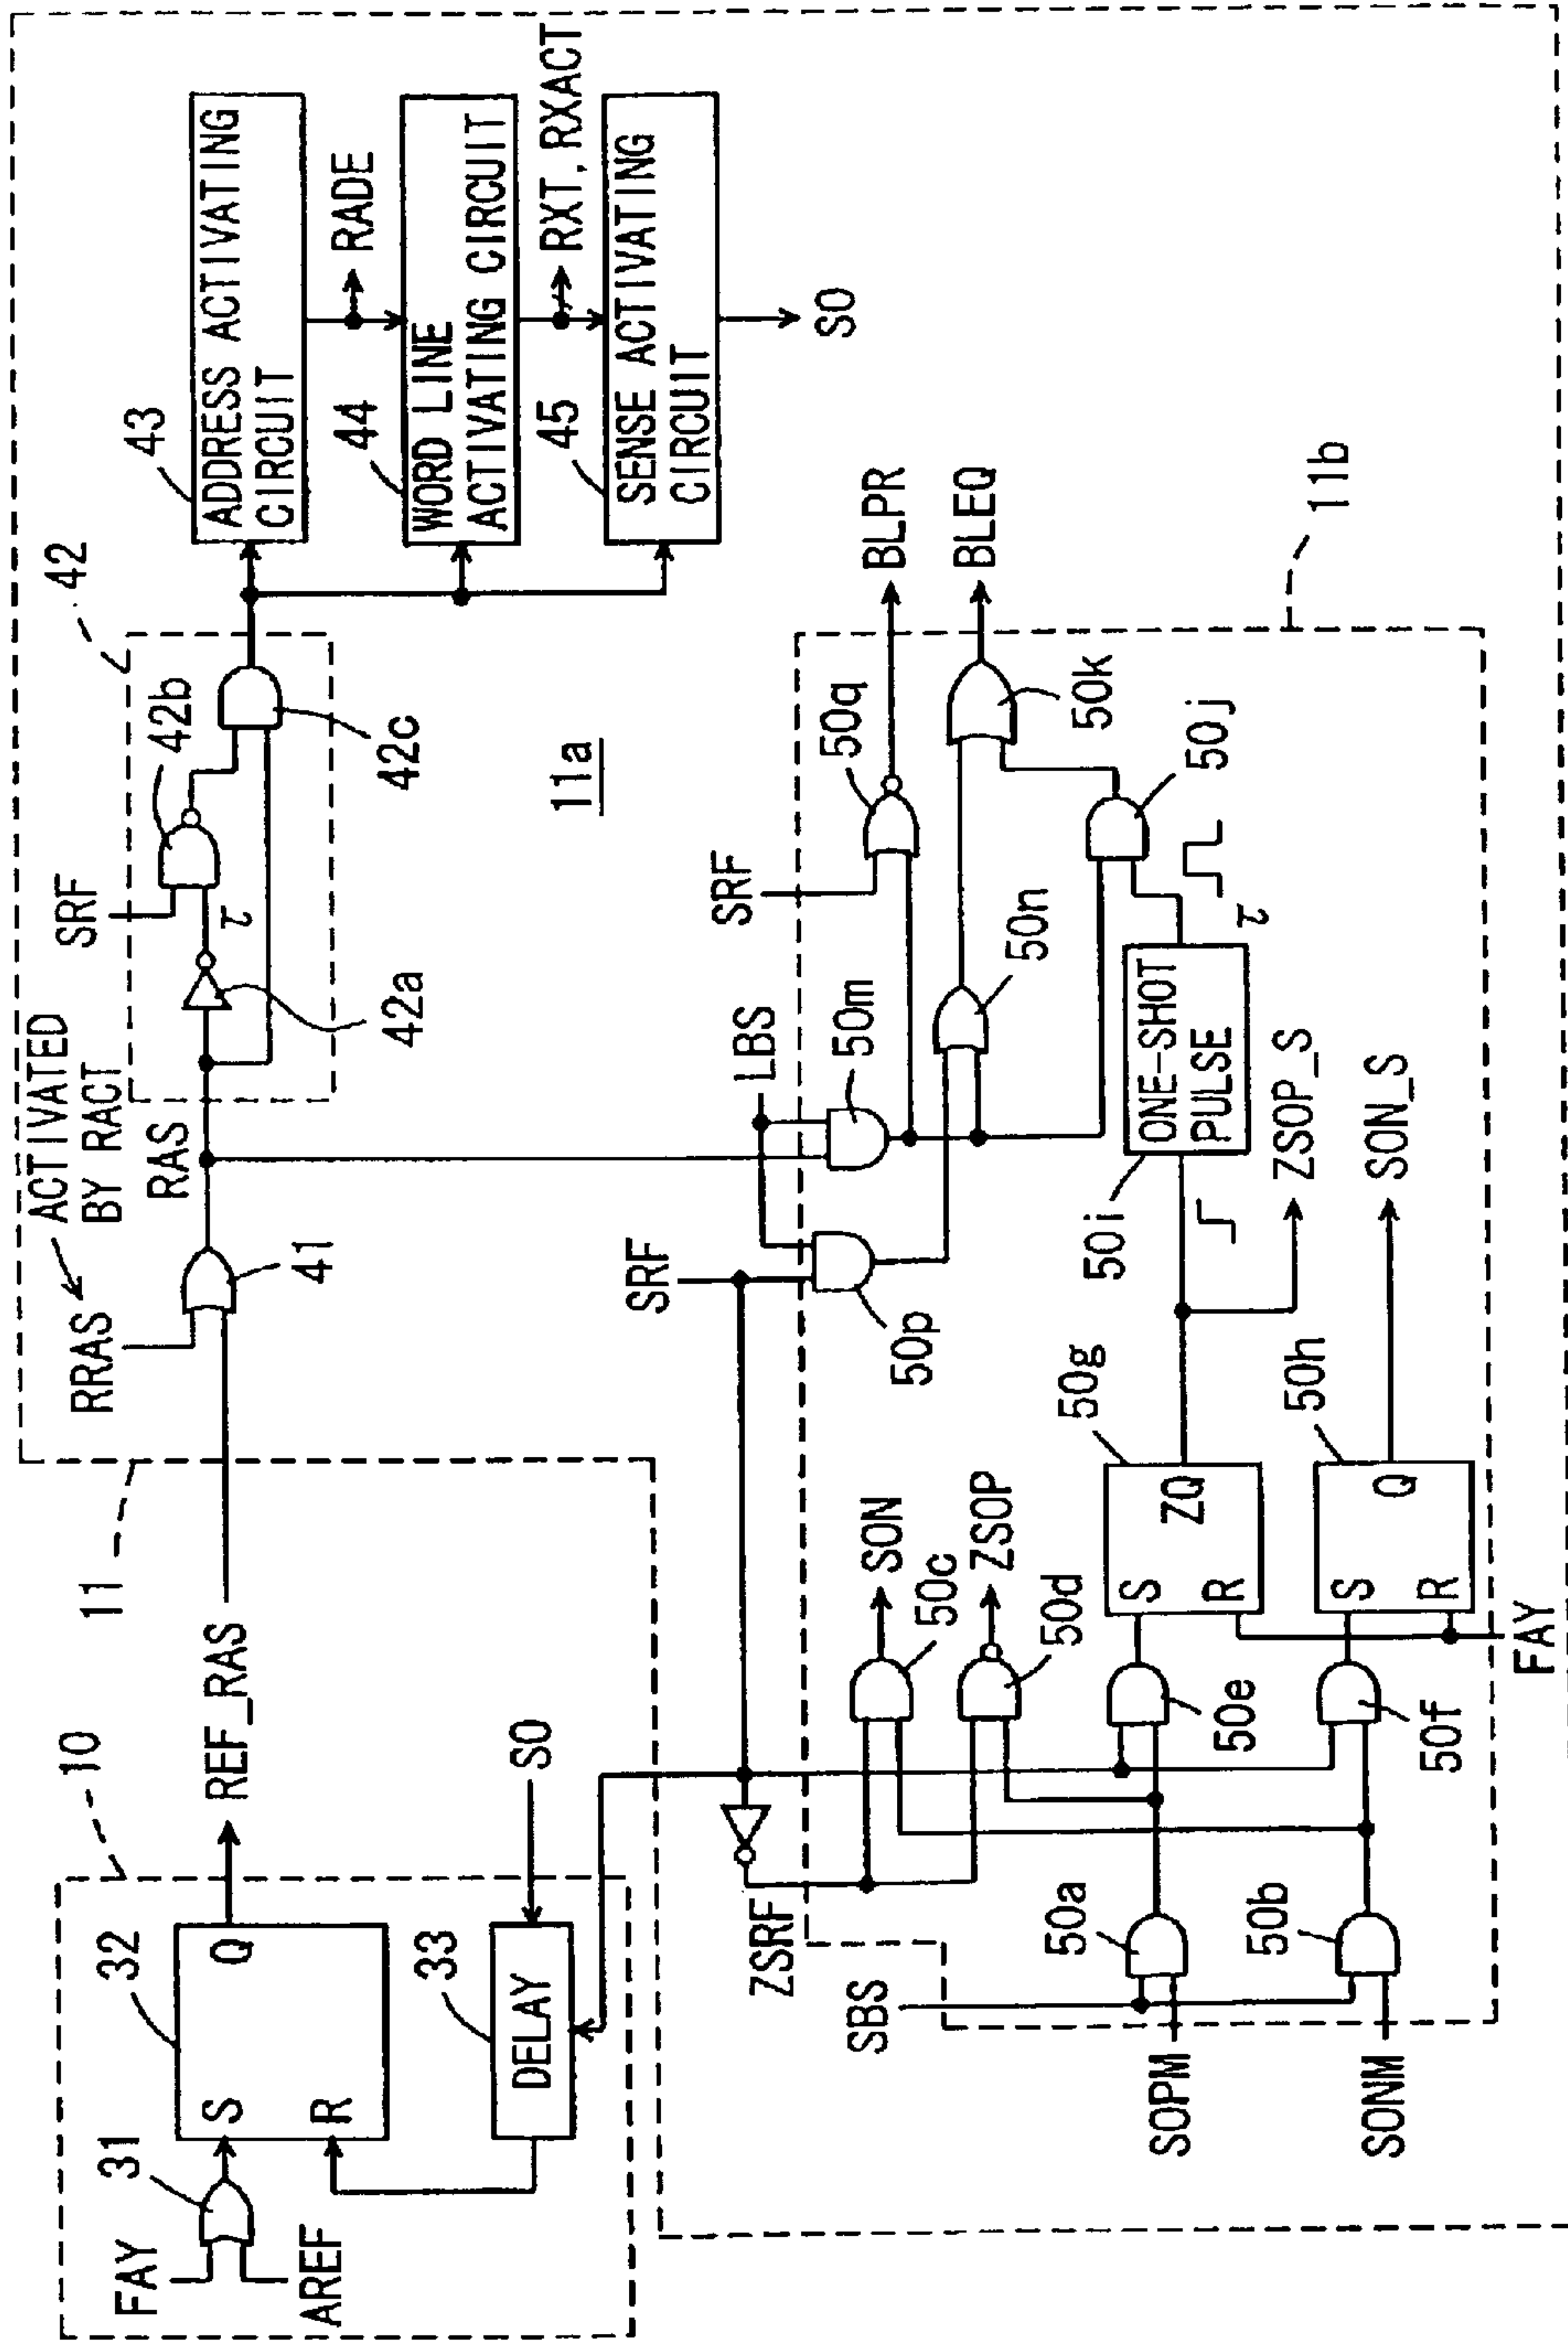 FAY
AREF
31
32
S
Q
R
33
DELAY
10
REF_RAS
SO
11
RRAS
ACTIVATED
BY RACT
41
RAS
SRF
τ
42a
42b
42c
42
43
ADDRESS ACTIVATING
CIRCUIT
RADE
44
WORD LINE
ACTIVATING CIRCUIT
RXT, RXACT
45
SENSE ACTIVATING
CIRCUIT
SO
11a
ZSRF
SRF
LBS
SRF
50p
50m
50q
BLPR
50n
50k
BLEQ
50j
11b
SBS
SOPM
SONM
50a
50b
50c
SON
50d
ZSOP
50e
50f
50g
S
ZQ
R
50h
S
Q
R
FAY
50i
ONE-SHOT
PULSE
τ
ZSOP_S
SON_S